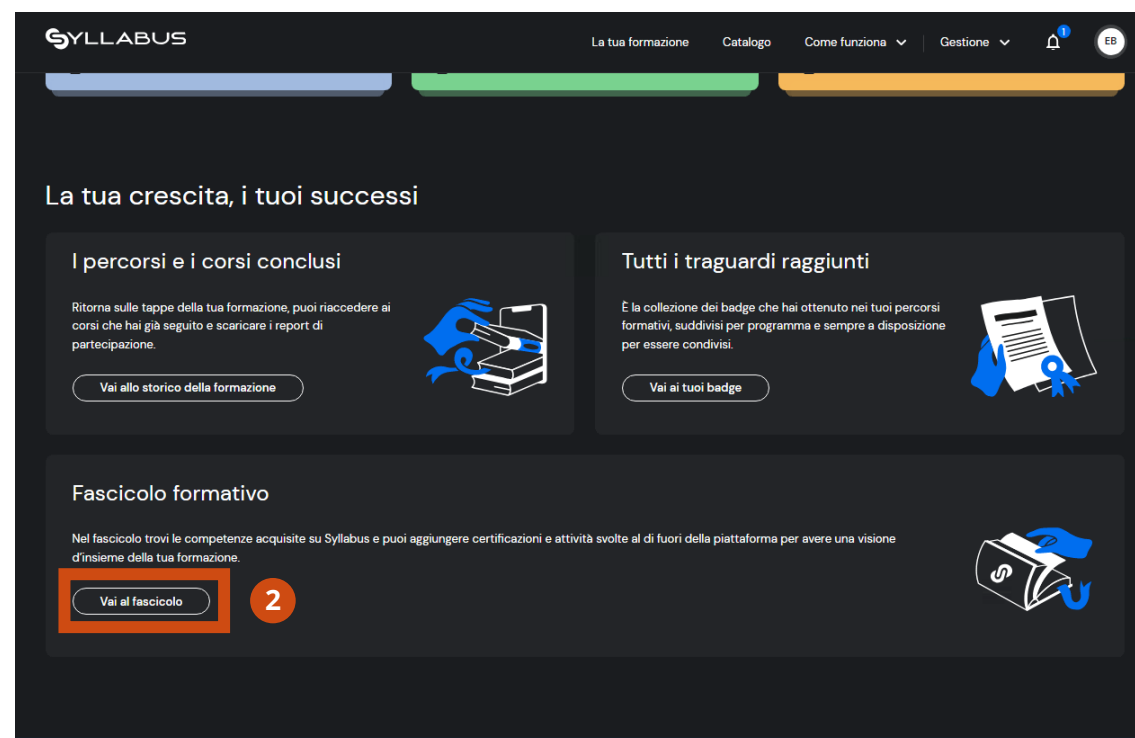 SYLLABUS
La tua formazione Catalogo Come funziona Gestione 1 EB
La tua crescita, i tuoi successi
I percorsi e i corsi conclusi
Ritorna sulle tappe della tua formazione, puoi riaccedere ai
corsi che hai già seguito e scaricare i report di
partecipazione.
Vai allo storico della formazione
Tutti i traguardi raggiunti
È la collezione dei badge che hai ottenuto nei tuoi percorsi
formativi, suddivisi per programma e sempre a disposizione
per essere condivisi.
Vai ai tuoi badge
Fascicolo formativo
Nel fascicolo trovi le competenze acquisite su Syllabus e puoi aggiungere certificazioni e attività svolte al di fuori della piattaforma per avere una visione
d'insieme della tua formazione.
Vai al fascicolo
2